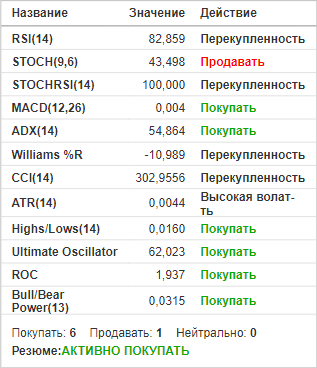 Название Значение Действие
RSI(14) 82,859 Перекупленность
STOCH(9,6) 43,498 Продавать
STOCHRSI(14) 100,000 Перекупленность
MACD(12,26) 0,004 Покупать
ADX(14) 54,864 Покупать
Williams %R -10,989 Перекупленность
CCI(14) 302,9556 Перекупленность
ATR(14) 0,0044 Высокая волат-
ть
Highs/Lows(14) 0,0160 Покупать
Ultimate Oscillator 62,023 Покупать
ROC 1,937 Покупать
Bull/Bear
Power(13) 0,0315 Покупать
Покупать: 6 Продавать: 1 Нейтрально: 0
Резюме:АКТИВНО ПОКУПАТЬ